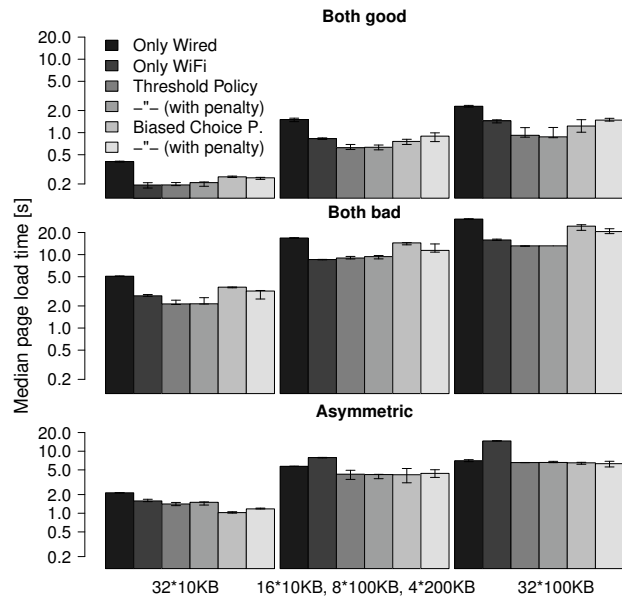 Both good
20.0
10.0
5.0
2.0
1.0
0.5
0.2
Only Wired
Only WiFi
Threshold Policy
−"− (with penalty)
Biased Choice P.
−"− (with penalty)
Median page load time [s]
Both bad
20.0
10.0
5.0
2.0
1.0
0.5
0.2
Asymmetric
20.0
10.0
5.0
2.0
1.0
0.5
0.2
32*10KB
16*10KB, 8*100KB, 4*200KB
32*100KB